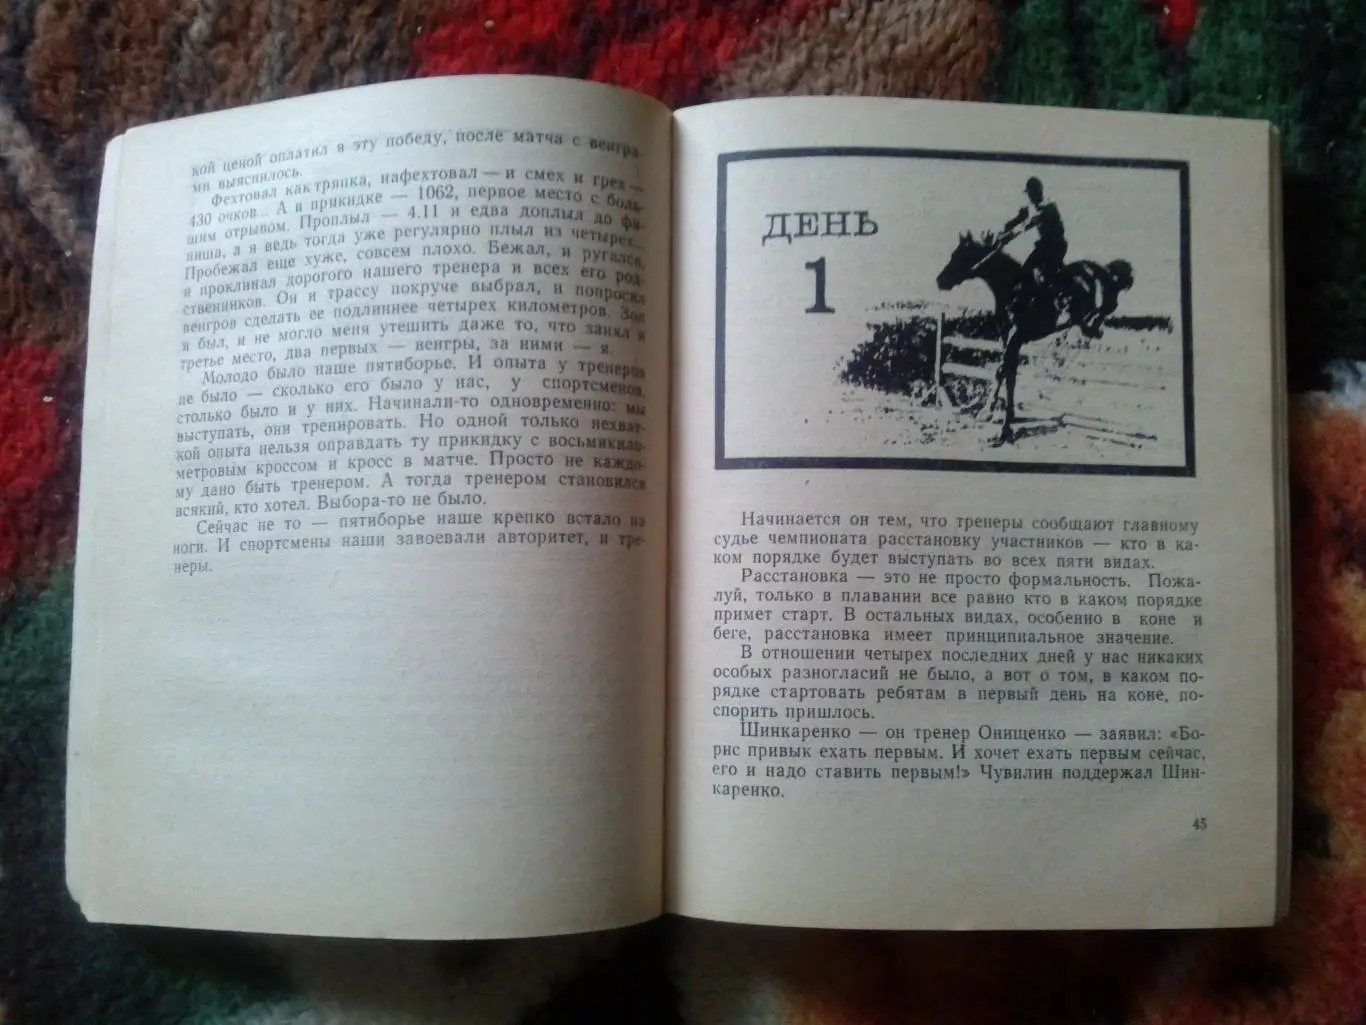 кой ценой оплатил я эту победу, после матча с венгра-
ми выяснилось.
Фехтовал как тряпка, нафехтовал — и смех и грех —
430 очков... А в прикидке — 1062, первое место с боль-
шим отрывом. Проплыл — 4.11 и едва доплыл до фи-
ниша, а я ведь тогда уже регулярно плыл из четырех...
Пробежал еще хуже, совсем плохо. Бежал, и ругался,
и проклинал дорогого нашего тренера и всех его род-
ственников. Он и трассу покруче выбрал, и попросил
венгров сделать ее подлиннее четырех километров. Зол
я был, и не могло меня утешить даже то, что занял я
третье место, два первых — венгры, за ними — я.
Молодо было наше пятиборье. И опыта у тренеров
не было — сколько его было у нас, у спортсменов,
столько было и у них. Начинали-то одновременно: мы
выступать, они тренировать. Но одной только нехват-
кой опыта нельзя оправдать ту прикидку с восьмикило-
метровым кроссом и кросс в матче. Просто не каждо-
му дано быть тренером. А тогда тренером становился
всякий, кто хотел. Выбора-то не было.
Сейчас не то — пятиборье наше крепко встало на
ноги. И спортсмены наши завоевали авторитет, и тре-
неры.
ДЕНЬ
1
Начинается он тем, что тренеры сообщают главному
судье чемпионата расстановку участников — кто в ка-
ком порядке будет выступать во всех пяти видах.
Расстановка — это не просто формальность. Пожа-
луй, только в плавании все равно кто в каком порядке
примет старт. В остальных видах, особенно в коне и
беге, расстановка имеет принципиальное значение.
В отношении четырех последних дней у нас никаких
особых разногласий не было, а вот о том, в каком по-
рядке стартовать ребятам в первый день на коне, по-
спорить пришлось.
Шинкаренко — он тренер Онищенко — заявил: «Бо-
рис привык ехать первым. И хочет ехать первым сейчас,
его и надо ставить первым!» Чувилин поддержал Шин-
каренко.
45